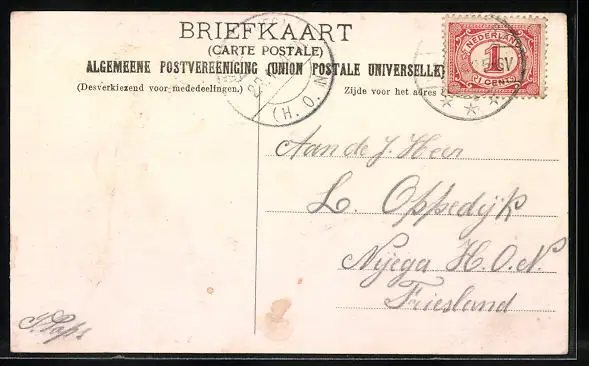 BRIEFKAART
(CARTE POSTALE)
ALGEMEENE POSTVEREENIGING (UNION POSTALE UNIVERSELLE)
(Desverkiezend voor mededeelingen.) Zijde voor het adres
NEDERLAND
1
(1 CENT)
(H. O. N
Aan de J. Heer
L. Oppedijk
Nijega H.O.N.
Friesland